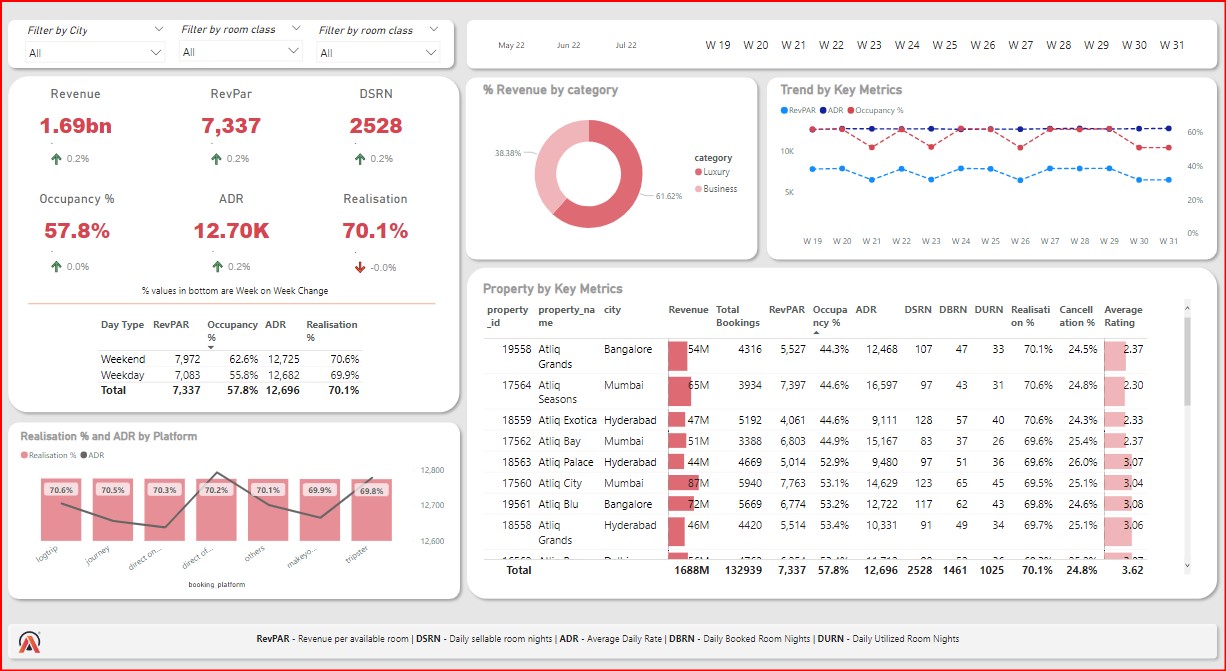 Filter by City
All
Filter by room class
All
Filter by room class
All
May 22 Jun 22 Jul 22 W 19 W 20 W 21 W 22 W 23 W 24 W 25 W 26 W 27 W 28 W 29 W 30 W 31
Revenue RevPar DSRN
1.69bn 7,337 2528
0.2% 0.2% 0.2%
Occupancy % ADR Realisation
57.8% 12.70K 70.1%
0.0% 0.2% -0.0%
% values in bottom are Week on Week Change
Day Type RevPAR Occupancy % ADR Realisation %
Weekend 7,972 62.6% 12,725 70.6%
Weekday 7,083 55.8% 12,682 69.9%
Total 7,337 57.8% 12,696 70.1%
Realisation % and ADR by Platform
Realisation % ADR
12,800
70.6% 70.5% 70.3% 70.2% 70.1% 69.9% 69.8%
12,700
12,600
logtrip journey direct on... direct of... others makeyo... tripster
booking_platform
% Revenue by category
38.38%
61.62%
category
Luxury
Business
Trend by Key Metrics
RevPAR ADR Occupancy %
10K
5K
60%
40%
20%
0%
W 19 W 20 W 21 W 22 W 23 W 24 W 25 W 26 W 27 W 28 W 29 W 30 W 31
Property by Key Metrics
property _id property_na me city Revenue Total Bookings RevPAR Occupa ncy % ADR DSRN DBRN DURN Realisati on % Cancell ation % Average Rating
19558 Atliq Grands Bangalore 54M 4316 5,527 44.3% 12,468 107 47 33 70.1% 24.5% 2.37
17564 Atliq Seasons Mumbai 65M 3934 7,397 44.6% 16,597 97 43 31 70.6% 24.8% 2.30
18559 Atliq Exotica Hyderabad 47M 5192 4,061 44.6% 9,111 128 57 40 70.6% 24.3% 2.33
17562 Atliq Bay Mumbai 51M 3388 6,803 44.9% 15,167 83 37 26 69.6% 25.4% 2.37
18563 Atliq Palace Hyderabad 44M 4669 5,014 52.9% 9,480 97 51 36 69.6% 26.0% 3.07
17560 Atliq City Mumbai 87M 5940 7,763 53.1% 14,629 123 65 45 69.5% 25.1% 3.04
19561 Atliq Blu Bangalore 72M 5669 6,774 53.2% 12,722 117 62 43 69.8% 24.6% 3.08
18558 Atliq Grands Hyderabad 46M 4420 5,514 53.4% 10,331 91 49 34 69.7% 25.1% 3.06
Total 1688M 132939 7,337 57.8% 12,696 2528 1461 1025 70.1% 24.8% 3.62
RevPAR - Revenue per available room | DSRN - Daily sellable room nights | ADR - Average Daily Rate | DBRN - Daily Booked Room Nights | DURN - Daily Utilized Room Nights